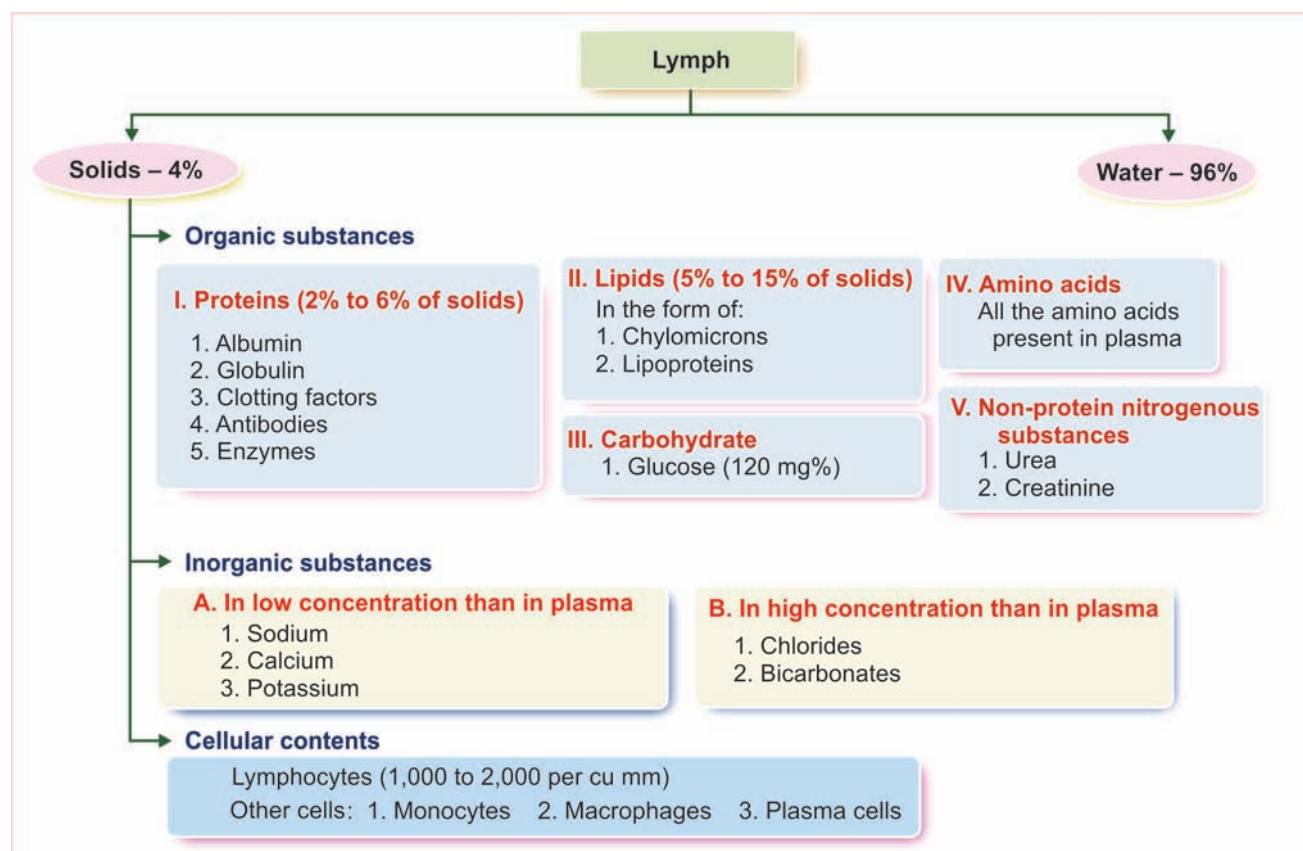 Lymph
Solids – 4%
Water – 96%
Organic substances
I. Proteins (2% to 6% of solids)
1. Albumin
2. Globulin
3. Clotting factors
4. Antibodies
5. Enzymes
II. Lipids (5% to 15% of solids)
In the form of:
1. Chylomicrons
2. Lipoproteins
III. Carbohydrate
1. Glucose (120 mg%)
IV. Amino acids
All the amino acids
present in plasma
V. Non-protein nitrogenous
substances
1. Urea
2. Creatinine
Inorganic substances
A. In low concentration than in plasma
1. Sodium
2. Calcium
3. Potassium
B. In high concentration than in plasma
1. Chlorides
2. Bicarbonates
Cellular contents
Lymphocytes (1,000 to 2,000 per cu mm)
Other cells: 1. Monocytes 2. Macrophages 3. Plasma cells